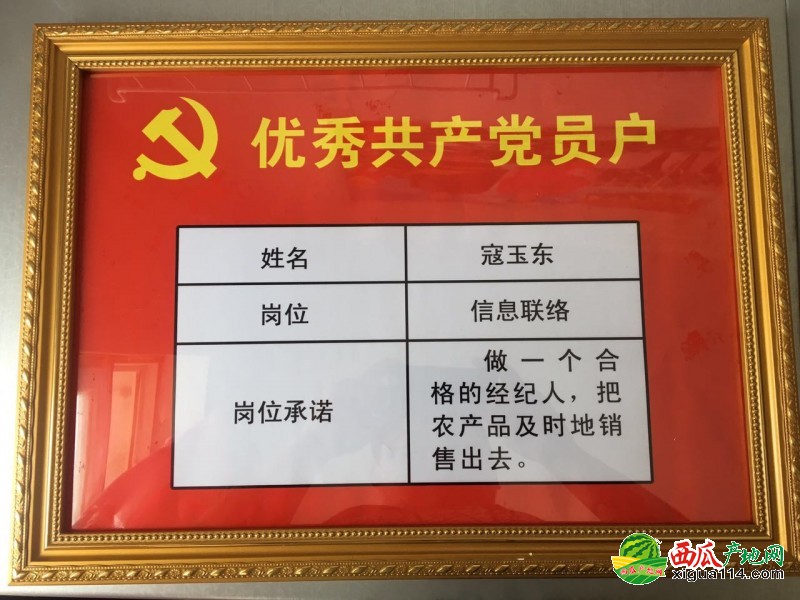 优秀共产党员户
姓名
寇玉东
岗位
信息联络
岗位承诺
做一个合
格的经纪人，把
农产品及时地销
售出去。
西瓜产地网
xigua114.com